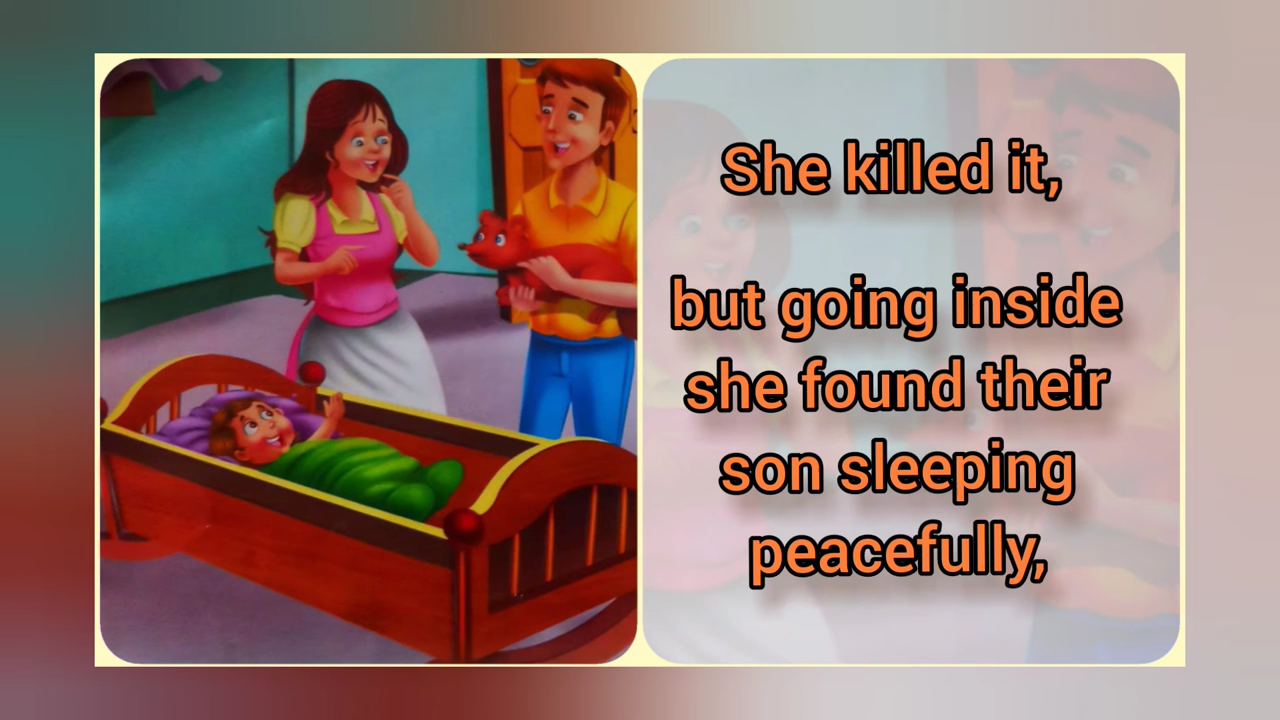 She killed it,
but going inside
she found their
son sleeping
peacefully,